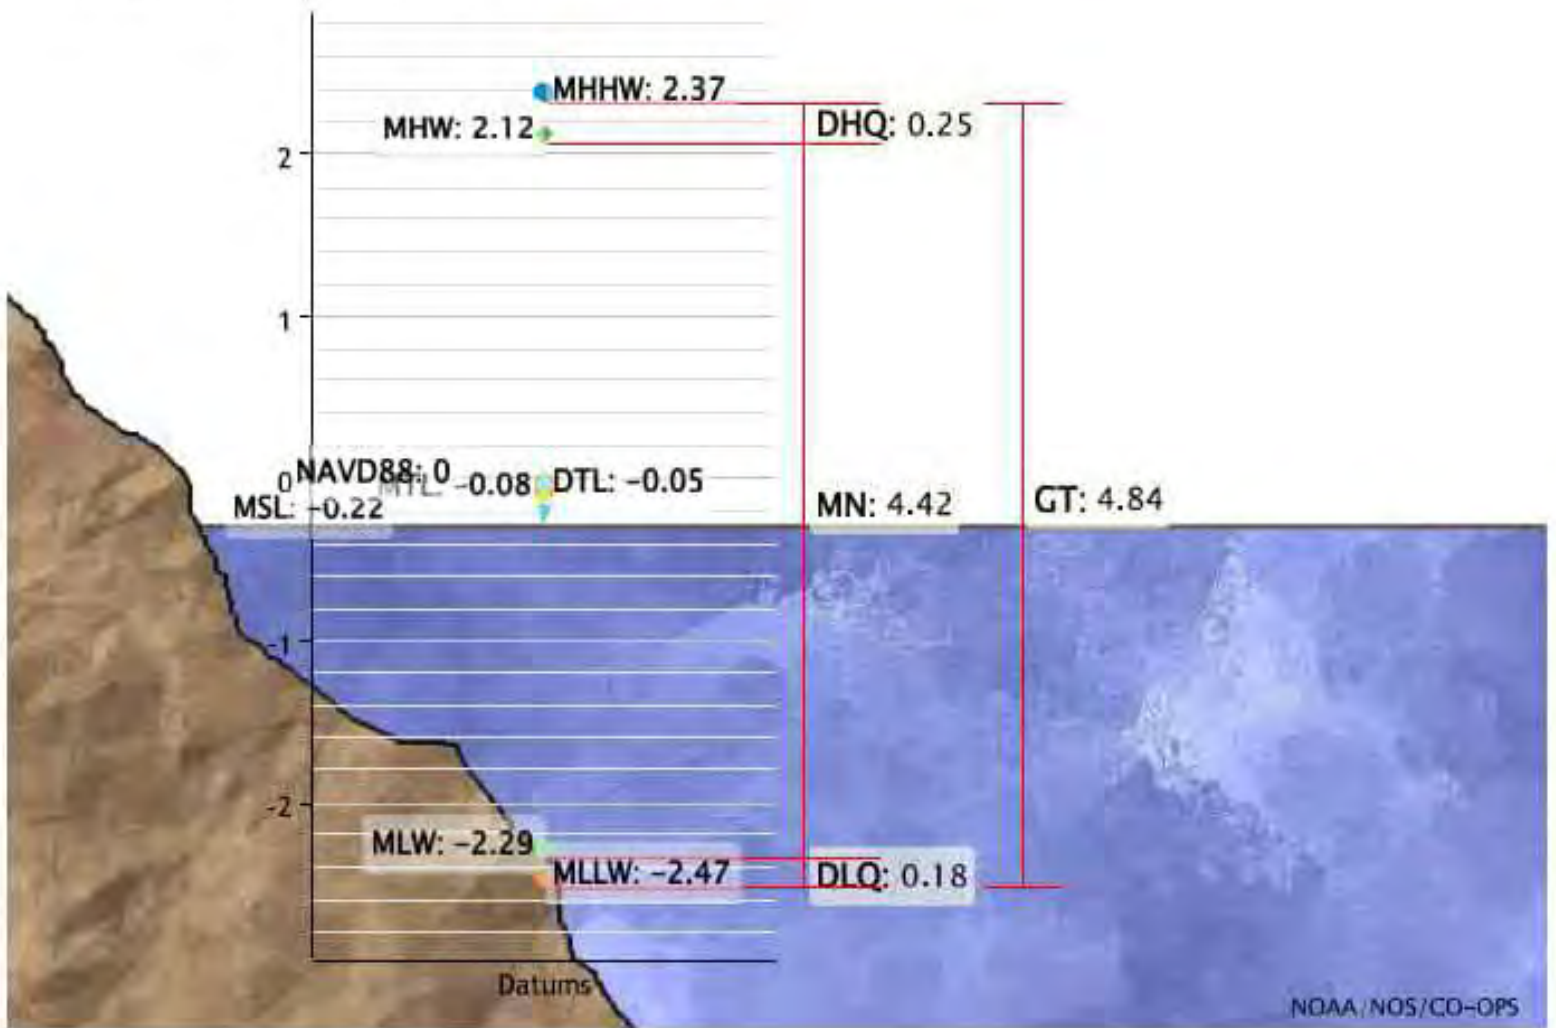 MHHW: 2.37
MHW: 2.12
DHQ: 0.25
2
1
NAVD88: 0
0
MTL: -0.08
DTL: -0.05
MSL: -0.22
MN: 4.42
GT: 4.84
-1
-2
MLW: -2.29
MLLW: -2.47
DLQ: 0.18
Datums
NOAA/NOS/CO-OPS